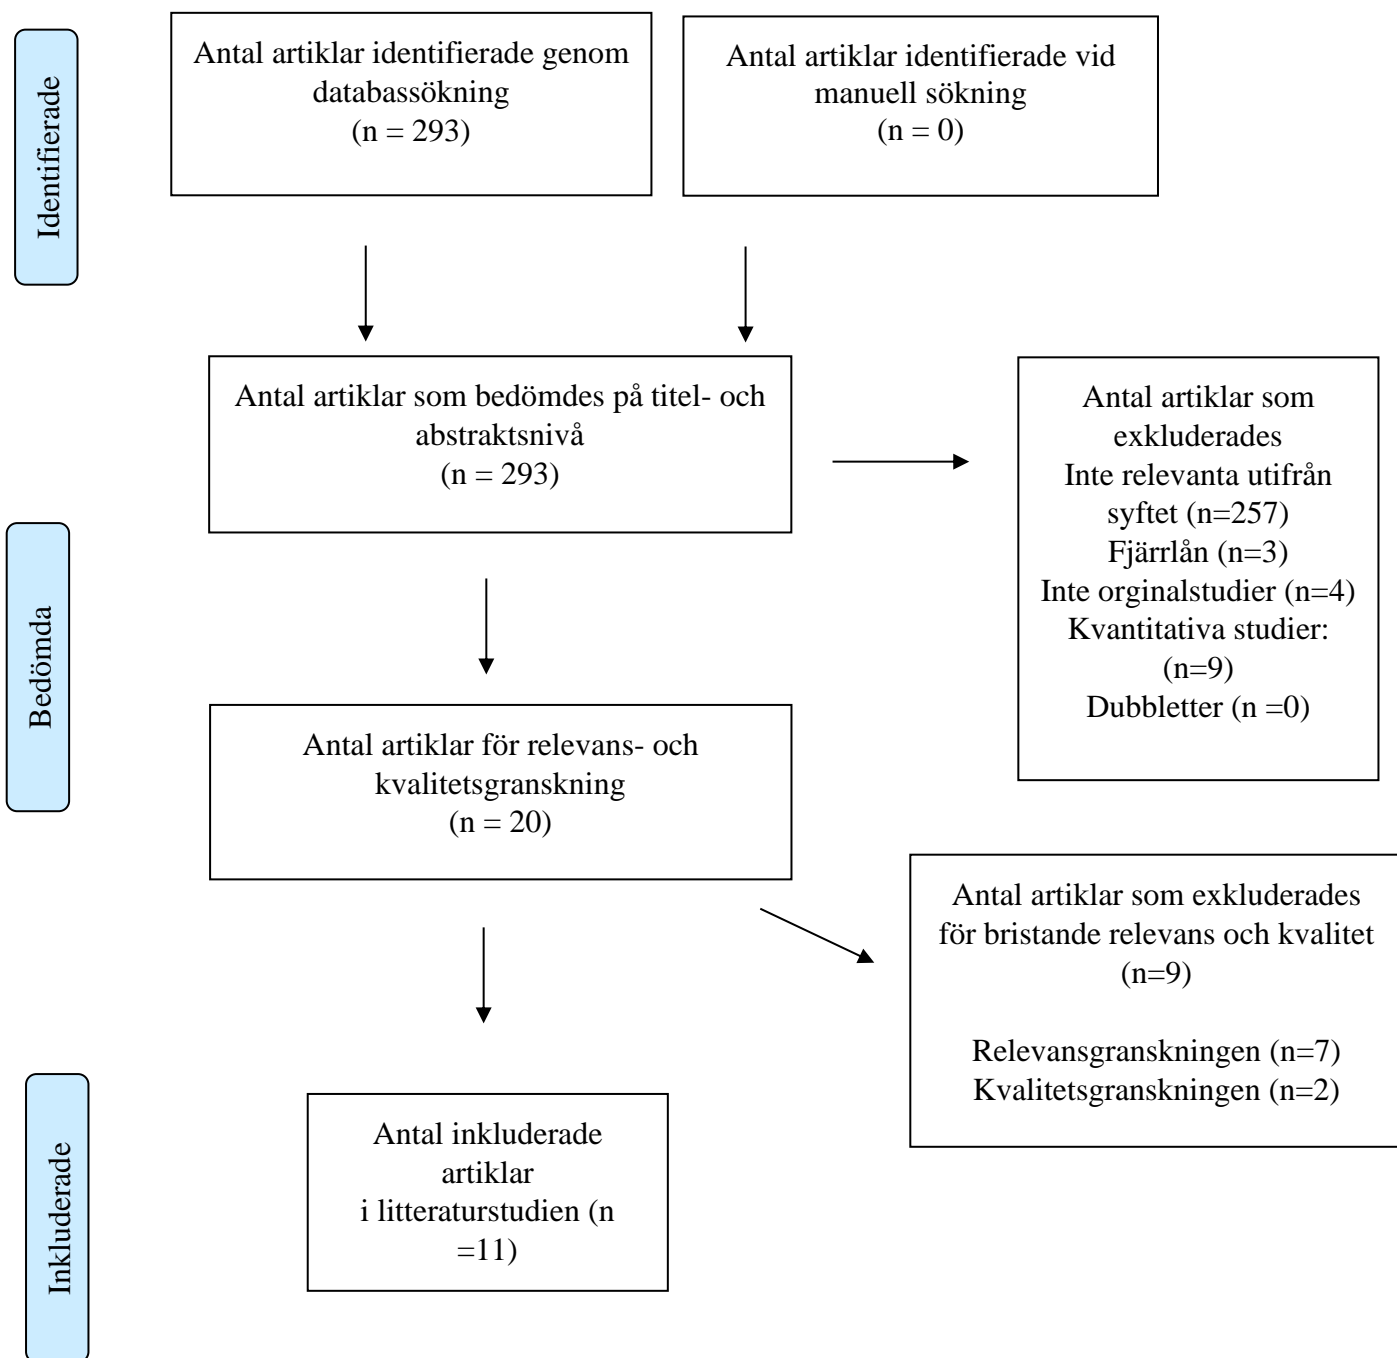 Identifierade
Antal artiklar identifierade genom
databassökning
(n = 293)
Antal artiklar identifierade vid
manuell sökning
(n = 0)
Antal artiklar som bedömdes på titel- och
abstraktsnivå
(n = 293)
Antal artiklar som
exkluderades
Inte relevanta utifrån
syftet (n=257)
Fjärrlån (n=3)
Inte orginalstudier (n=4)
Kvantitativa studier:
(n=9)
Dubbletter (n =0)
Bedömda
Antal artiklar för relevans- och
kvalitetsgranskning
(n = 20)
Antal artiklar som exkluderades
för bristande relevans och kvalitet
(n=9)
Relevansgranskningen (n=7)
Kvalitetsgranskningen (n=2)
Inkluderade
Antal inkluderade
artiklar
i litteraturstudien (n
=11)